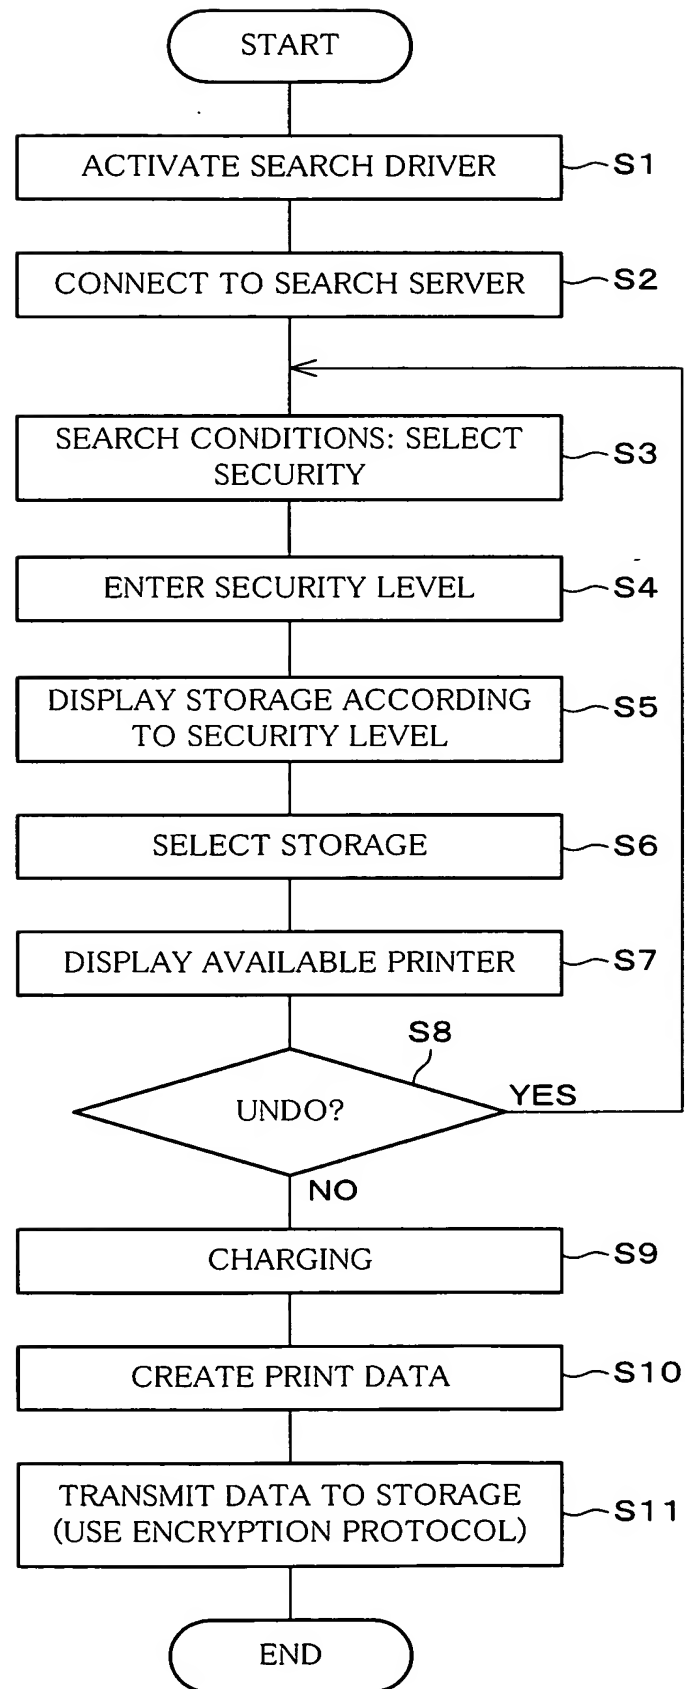 START
ACTIVATE SEARCH DRIVER
S1
CONNECT TO SEARCH SERVER
S2
SEARCH CONDITIONS: SELECT
SECURITY
S3
ENTER SECURITY LEVEL
S4
DISPLAY STORAGE ACCORDING
TO SECURITY LEVEL
S5
SELECT STORAGE
S6
DISPLAY AVAILABLE PRINTER
S7
S8
UNDO?
YES
NO
CHARGING
S9
CREATE PRINT DATA
S10
TRANSMIT DATA TO STORAGE
(USE ENCRYPTION PROTOCOL)
S11
END